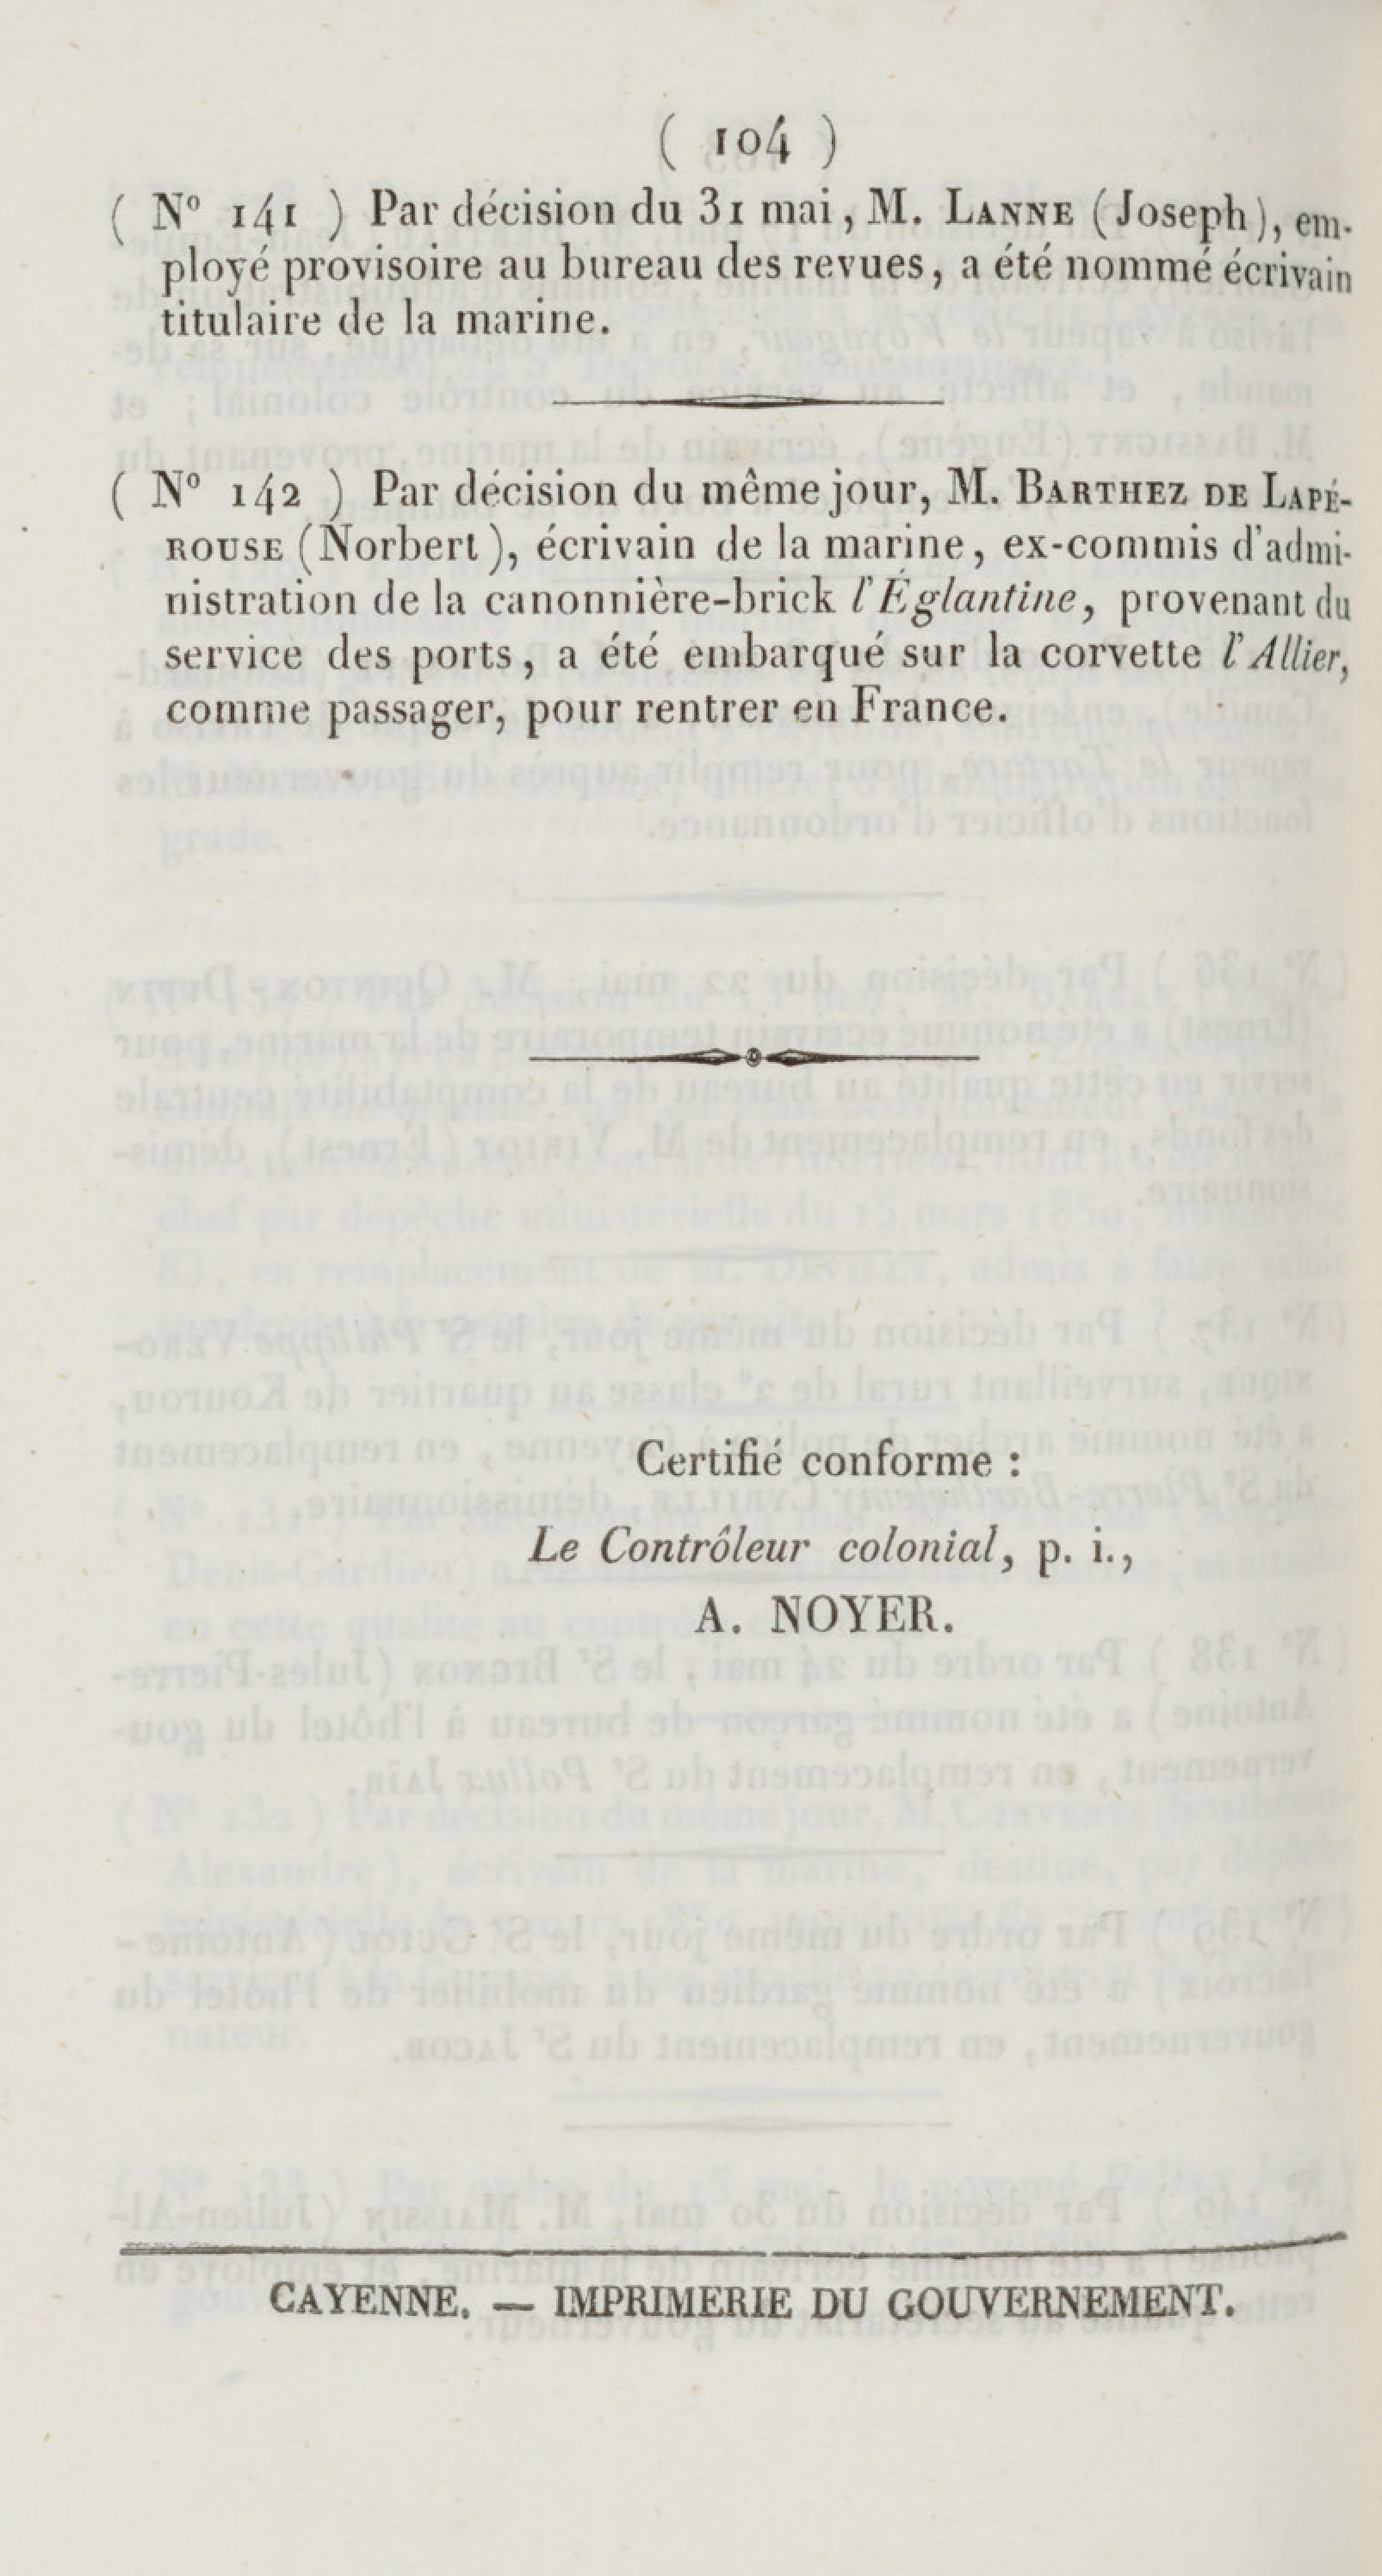 ( 104 )
( N° 141 ) Par décision du 31 mai, M. LANNE (Joseph), em-
ployé provisoire au bureau des revues, a été nommé écrivain
titulaire de la marine.
( N° 142 ) Par décision du même jour, M. BARTHEZ DE LAPÉ-
ROUSE (Norbert), écrivain de la marine, ex-commis d'admi-
nistration de la canonnière-brick l'Églantine, provenant du
service des ports, a été embarqué sur la corvette l'Allier,
comme passager, pour rentrer en France.
Certifié conforme :
Le Contrôleur colonial, p. i.,
A. NOYER.
CAYENNE. — IMPRIMERIE DU GOUVERNEMENT.